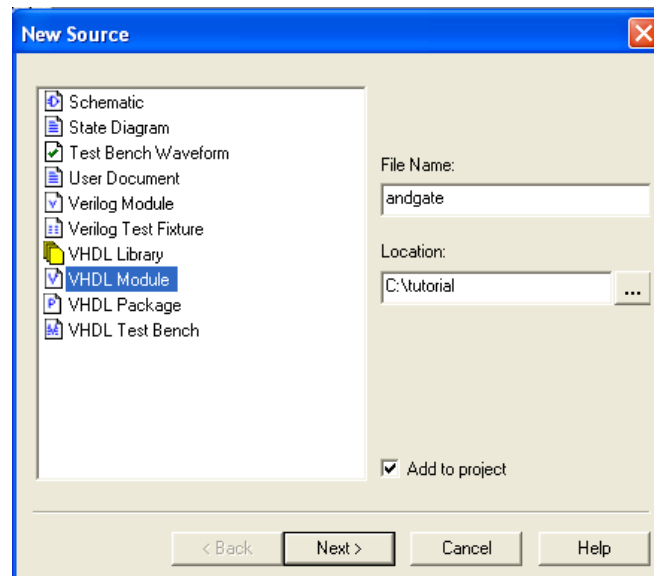 New Source
Schematic
State Diagram
Test Bench Waveform
User Document
Verilog Module
Verilog Test Fixture
VHDL Library
VHDL Module
VHDL Package
VHDL Test Bench
File Name:
andgate
Location:
C:\tutorial
...
Add to project
< Back
Next >
Cancel
Help